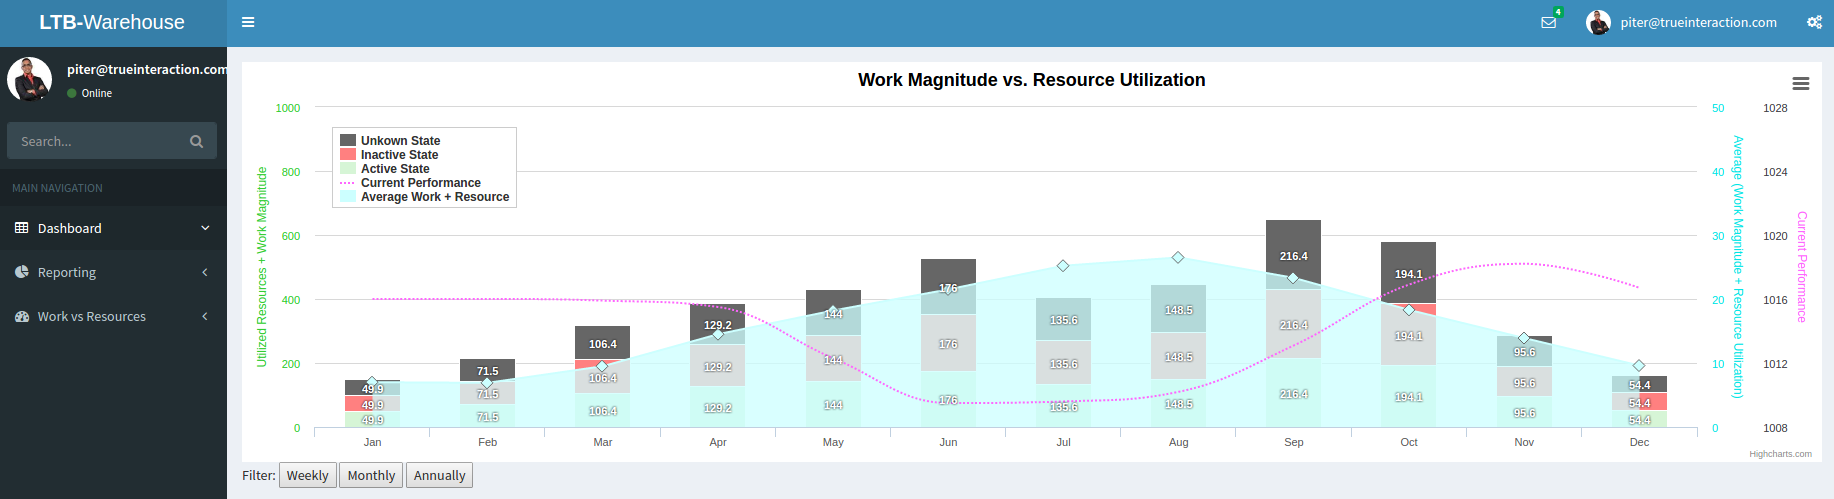 LTB-Warehouse
4
piter@trueinteraction.com
piter@trueinteraction.com
Online
Search...
MAIN NAVIGATION
Dashboard
Reporting
Work vs Resources
Work Magnitude vs. Resource Utilization
Unkown State
Inactive State
Active State
Current Performance
Average Work + Resource
Utilized Resources + Work Magnitude
1000
800
600
400
200
0
50
40
30
20
10
0
Average (Work Magnitude + Resource Utilization)
1028
1024
1020
1016
1012
1008
Current Performance
49.9 71.5 106.4 129.2 144 176 135.6 148.5 216.4 194.1 95.6 54.4
49.9 71.5 106.4 129.2 144 176 135.6 148.5 216.4 194.1 95.6 54.4
49.9 71.5 106.4 129.2 144 176 135.6 148.5 216.4 194.1 95.6 54.4
Jan Feb Mar Apr May Jun Jul Aug Sep Oct Nov Dec
Highcharts.com
Filter: Weekly Monthly Annually